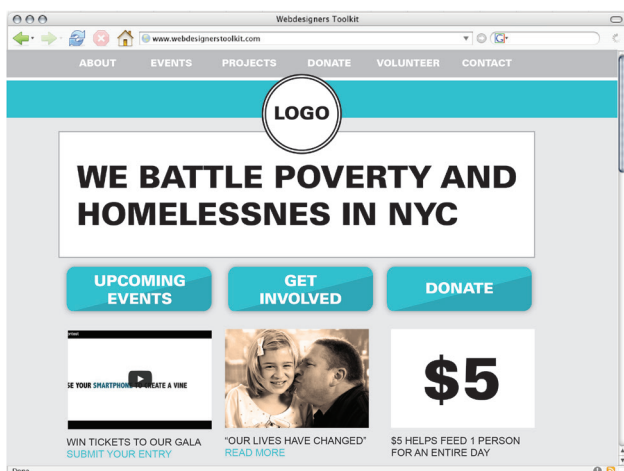 Webdesigners Toolkit
www.webdesignerstoolkit.com
G
ABOUT EVENTS PROJECTS DONATE VOLUNTEER CONTACT
LOGO
WE BATTLE POVERTY AND
HOMELESSNES IN NYC
UPCOMING
EVENTS
GET
INVOLVED
DONATE
SE YOUR SMARTPHONE TO CREATE A VINE
$5
WIN TICKETS TO OUR GALA
SUBMIT YOUR ENTRY
“OUR LIVES HAVE CHANGED”
READ MORE
$5 HELPS FEED 1 PERSON
FOR AN ENTIRE DAY
Done